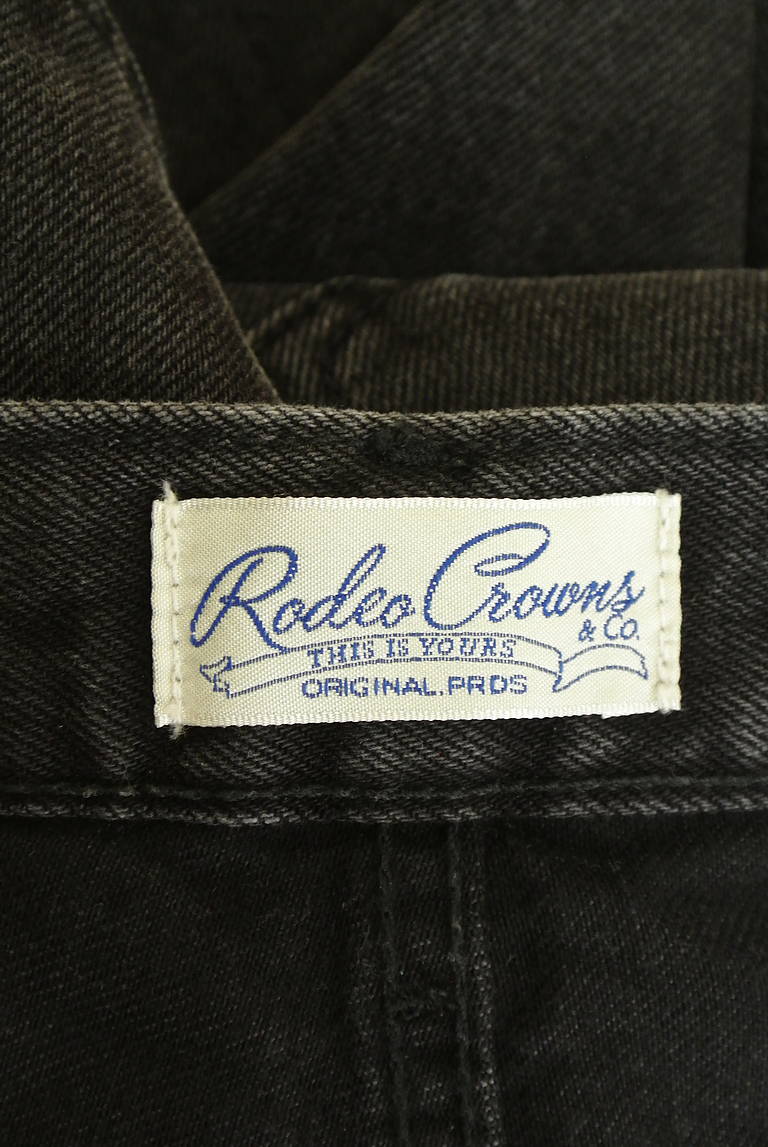 Rodeo Crowns
& Co.
THIS IS YOURS
ORIGINAL.PRDS